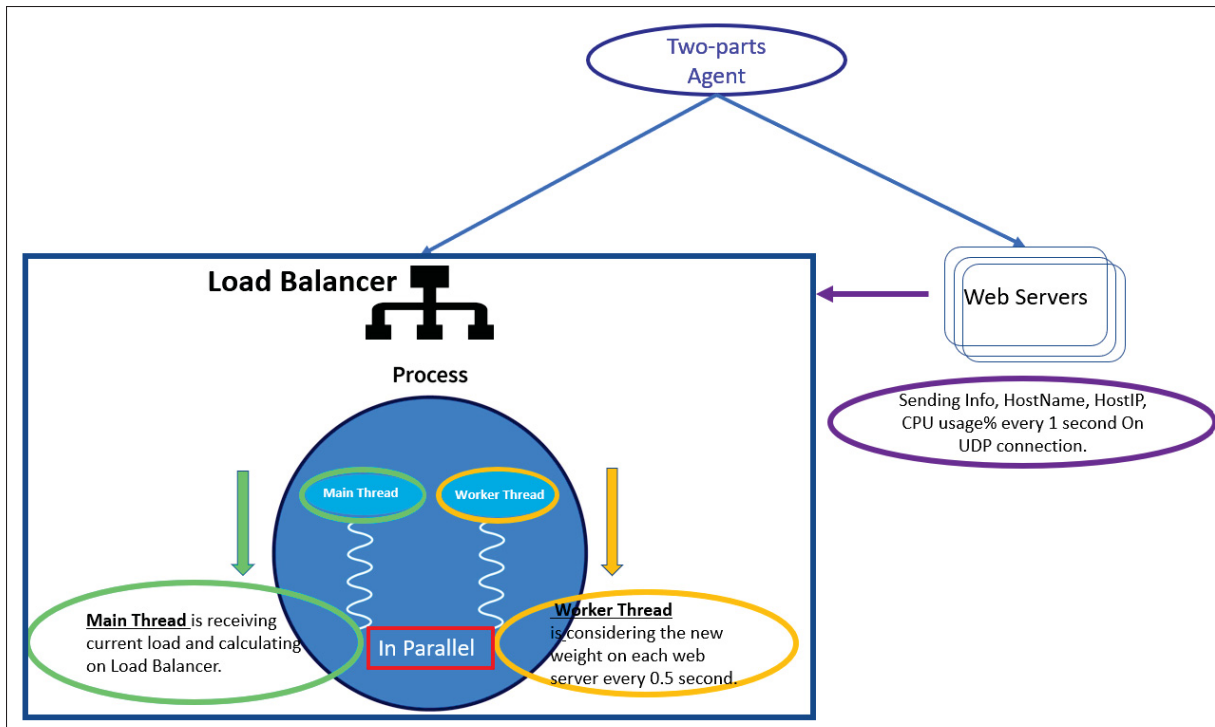 Two-parts
Agent
Load Balancer
Web Servers
Process
Sending Info, HostName, HostIP,
CPU usage% every 1 second On
UDP connection.
Main Thread
Worker Thread
Main Thread is receiving
current load and calculating
on Load Balancer.
In Parallel
Worker Thread
is considering the new
weight on each web
server every 0.5 second.